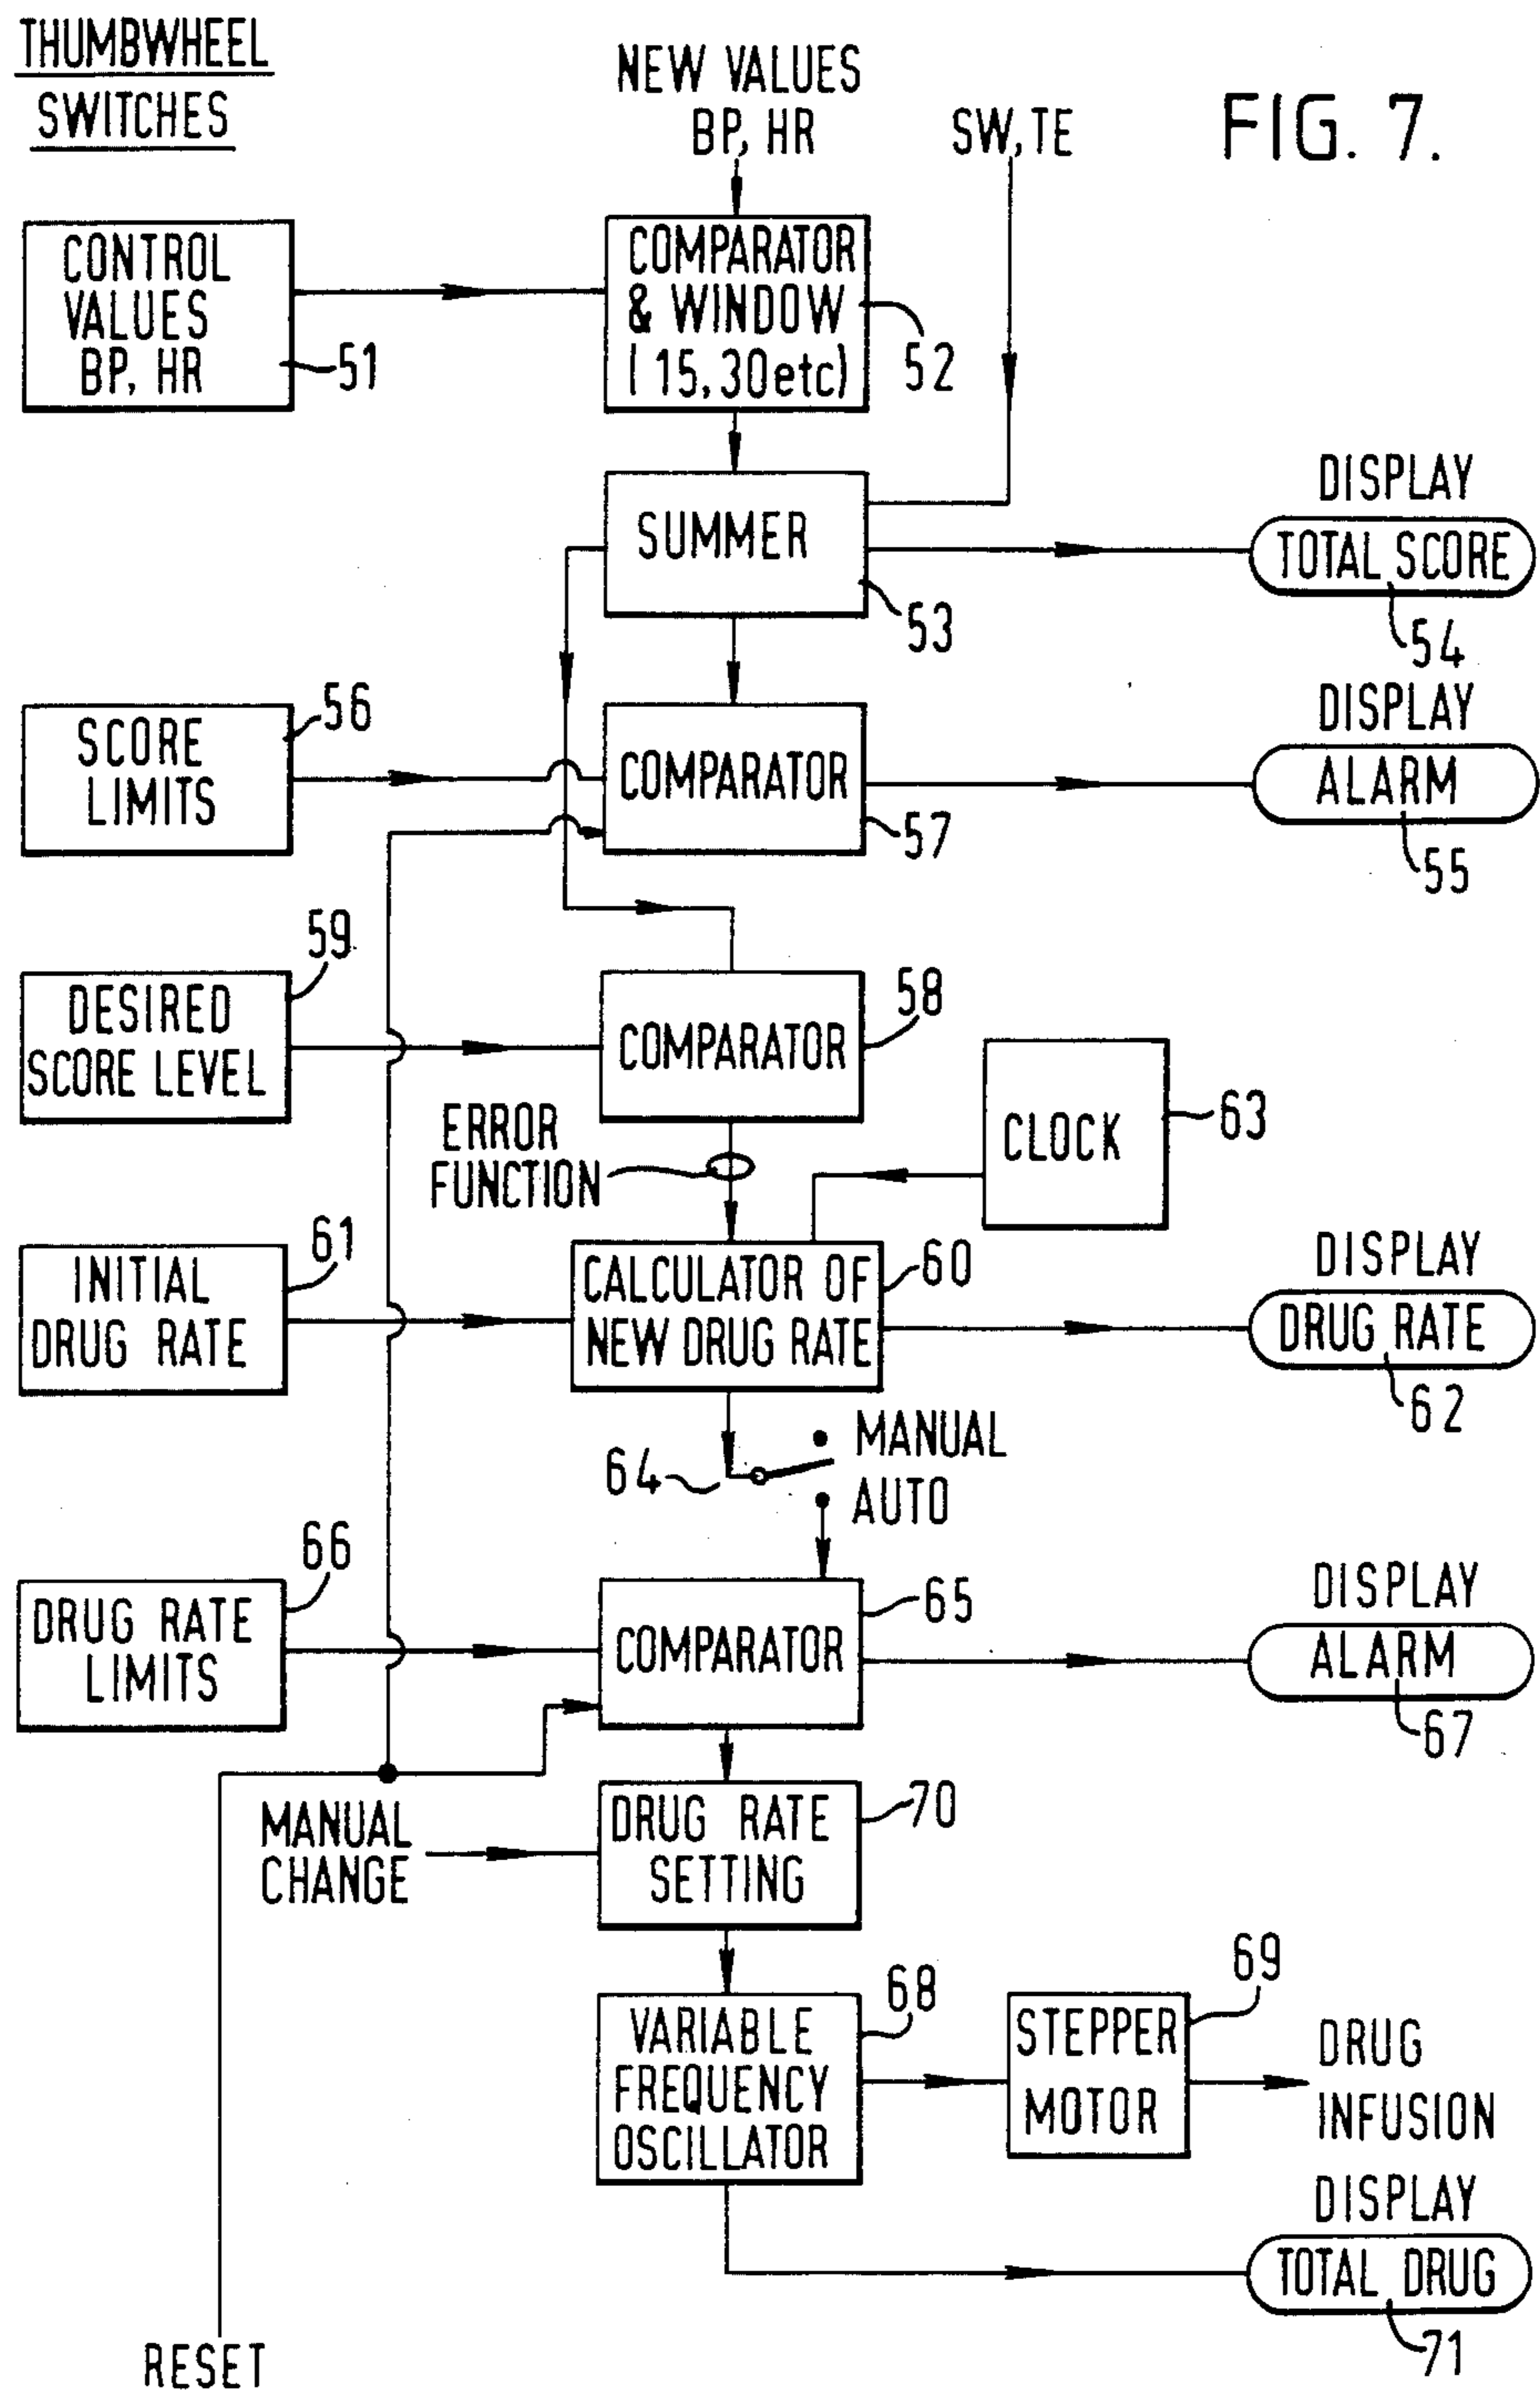 THUMBWHEEL
SWITCHES
NEW VALUES
BP, HR
SW, TE
FIG. 7.
CONTROL
VALUES
BP, HR
51
COMPARATOR
& WINDOW
(15, 30 etc)
52
SUMMER
53
DISPLAY
TOTAL SCORE
54
SCORE
LIMITS
56
COMPARATOR
57
DISPLAY
ALARM
55
DESIRED
SCORE LEVEL
59
COMPARATOR
58
ERROR
FUNCTION
CLOCK
63
INITIAL
DRUG RATE
61
CALCULATOR OF
NEW DRUG RATE
60
DISPLAY
DRUG RATE
62
64
MANUAL
AUTO
DRUG RATE
LIMITS
66
COMPARATOR
65
DISPLAY
ALARM
67
MANUAL
CHANGE
DRUG RATE
SETTING
70
VARIABLE
FREQUENCY
OSCILLATOR
68
STEPPER
MOTOR
69
DRUG
INFUSION
DISPLAY
TOTAL DRUG
71
RESET